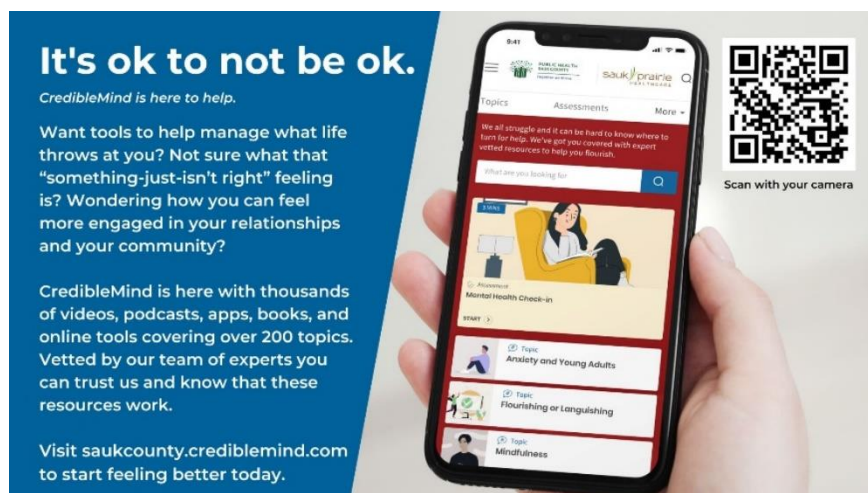 It's ok to not be ok.
CredibleMind is here to help.
Want tools to help manage what life
throws at you? Not sure what that
“something-just-isn’t right” feeling
is? Wondering how you can feel
more engaged in your relationships
and your community?
CredibleMind is here with thousands
of videos, podcasts, apps, books, and
online tools covering over 200 topics.
Vetted by our team of experts you
can trust us and know that these
resources work.
Visit saukcounty.crediblemind.com
to start feeling better today.
9:41
PUBLIC HEALTH
SAUK COUNTY
sauk prairie
HEALTHCARE
Topics
Assessments
More
We all struggle and it can be hard to know where to
turn for help. We've got you covered with expert
vetted resources to help you flourish.
What are you looking for
Assessment
Mental Health Check-in
START
Topic
Anxiety and Young Adults
Topic
Flourishing or Languishing
Topic
Mindfulness
Scan with your camera